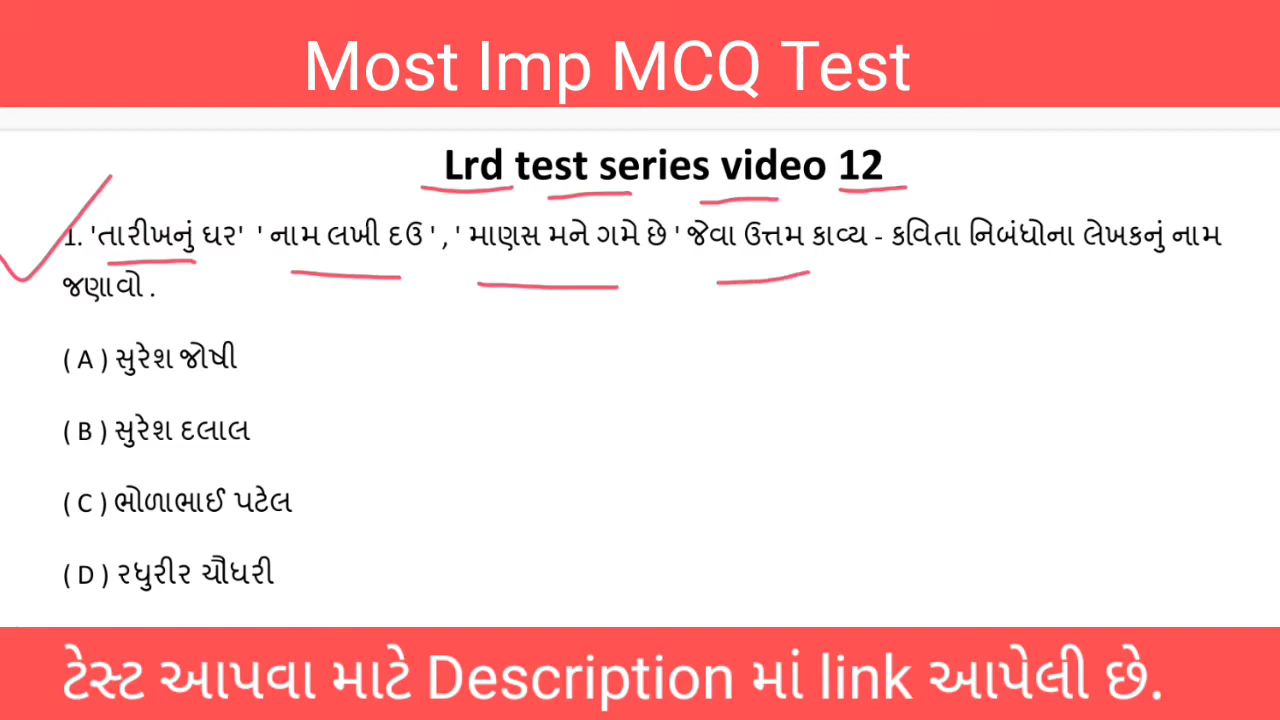 Most Imp MCQ Test
Lrd test series video 12
1. 'તારીખનું ઘર' ' નામ લખી દઉ ' , ' માણસ મને ગમે છે ' જેવા ઉત્તમ કાવ્ય - કવિતા નિબંધોના લેખકનું નામ
જણાવો .
( A ) સુરેશ જોષી
( B ) સુરેશ દલાલ
( C ) ભોળાભાઈ પટેલ
( D ) રધુરીર ચૌધરી
ટેસ્ટ આપવા માટે Description માં link આપેલી છે.